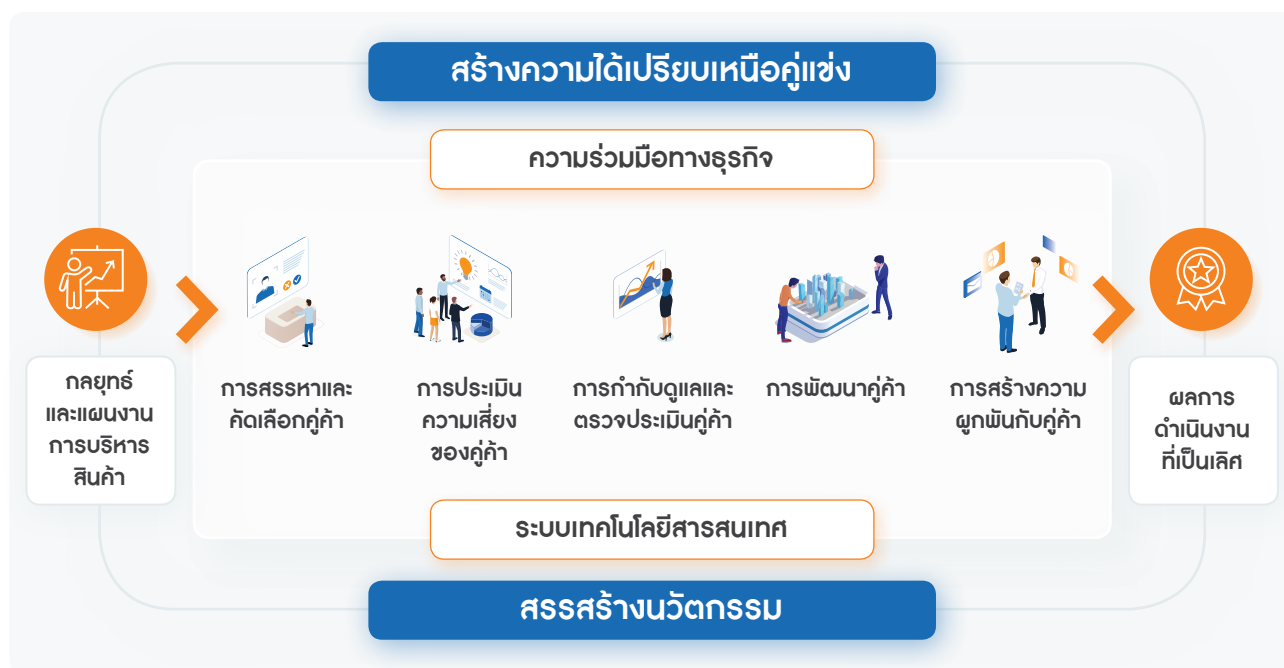 สร้างความได้เปรียบเหนือคู่แข่ง
ความร่วมมือทางธุรกิจ
กลยุทธ์
และแผนงาน
การบริหาร
สินค้า
การสรรหาและ
คัดเลือกคู่ค้า
การประเมิน
ความเสี่ยง
ของคู่ค้า
การกำกับดูแลและ
ตรวจประเมินคู่ค้า
การพัฒนาคู่ค้า
การสร้างความ
ผูกพันกับคู่ค้า
ผลการ
ดำเนินงาน
ที่เป็นเลิศ
ระบบเทคโนโลยีสารสนเทศ
สรรสร้างนวัตกรรม